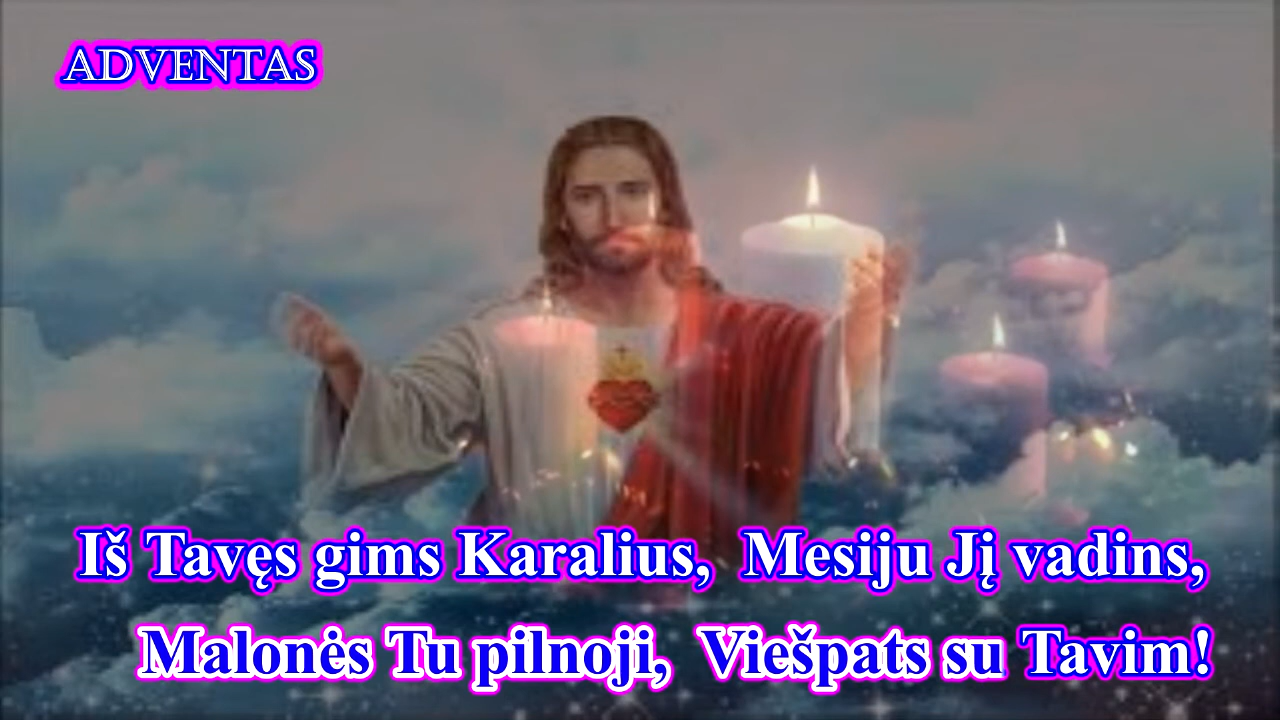 ADVENTAS
Iš Tavęs gims Karalius, Mesiju Jį vadins,
Malonės Tu pilnoji, Viešpats su Tavim!